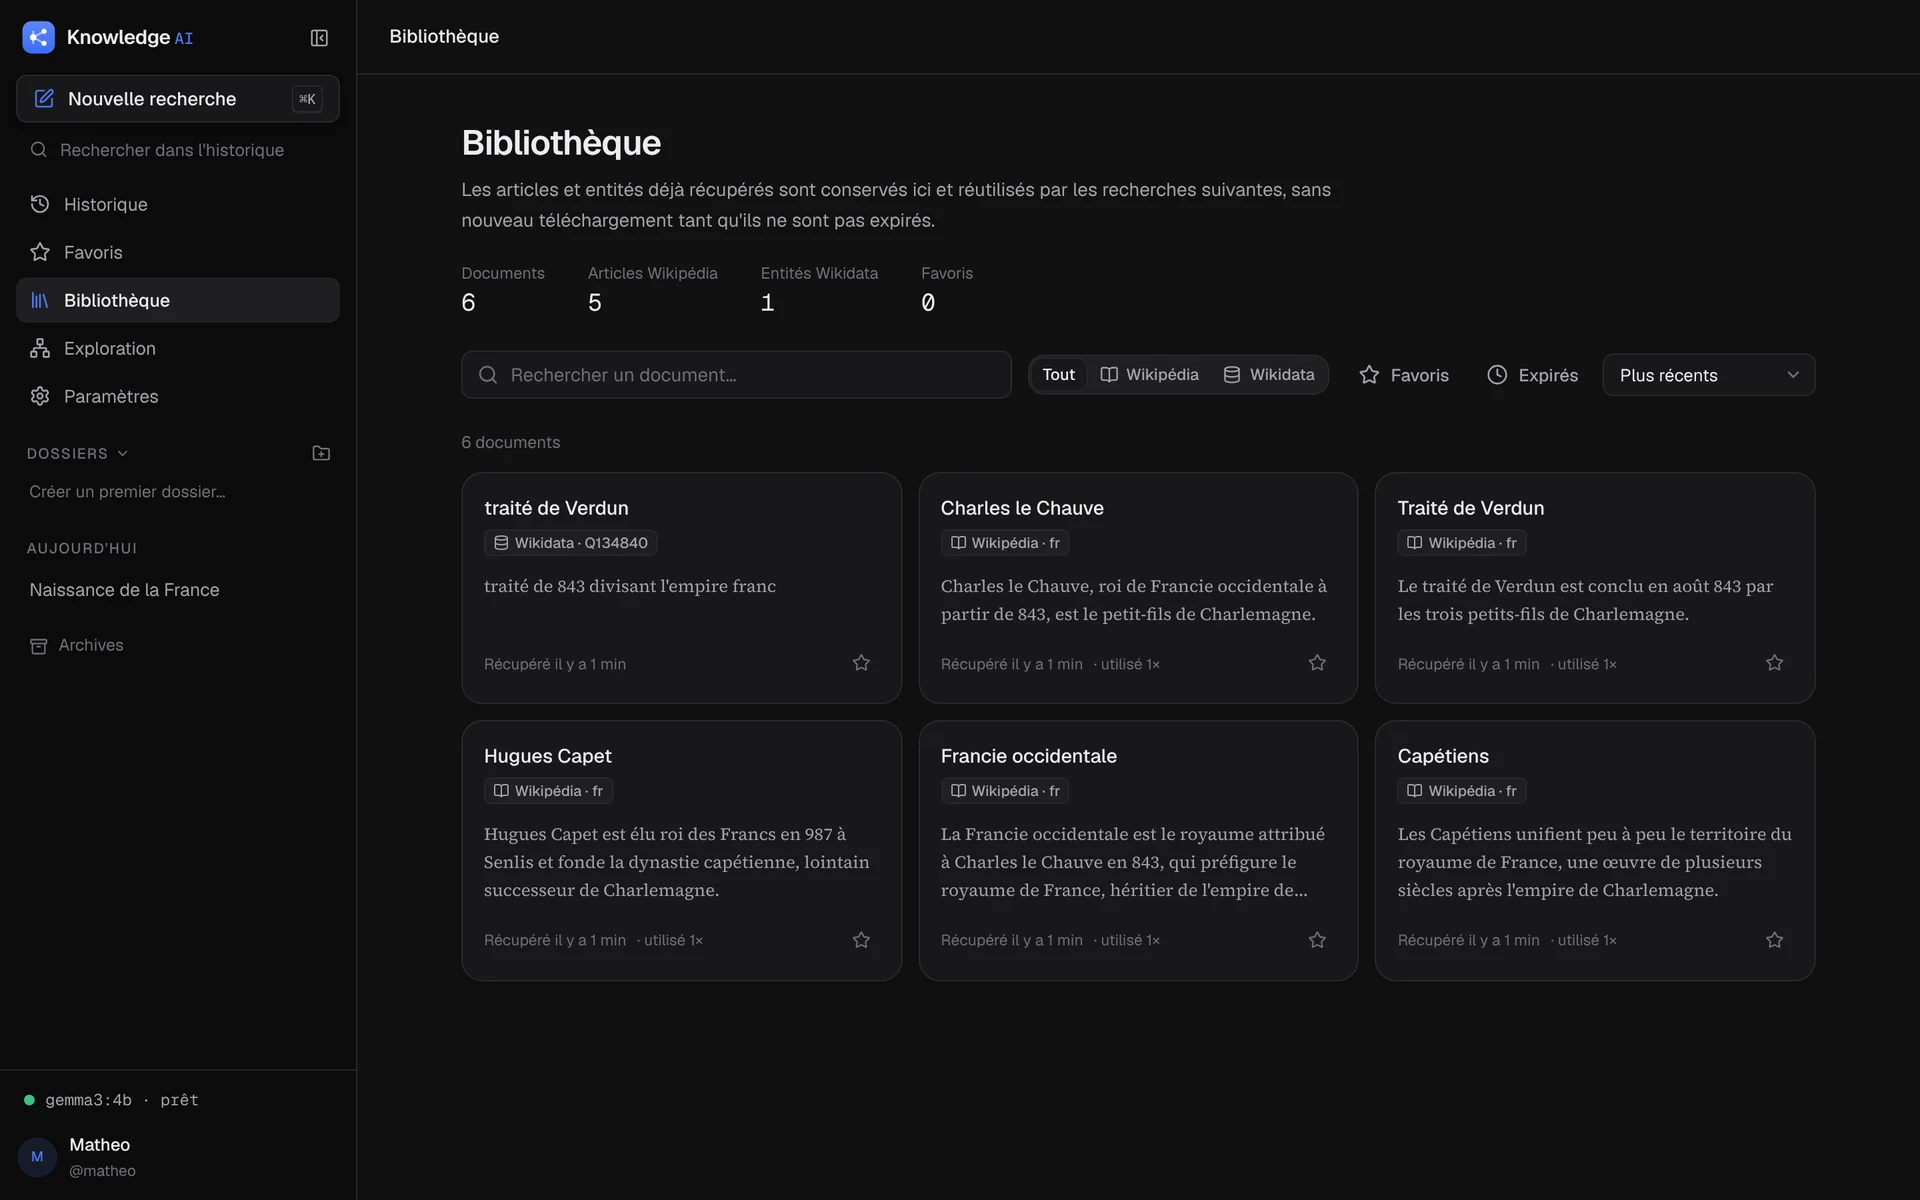 Knowledge AI
Nouvelle recherche
⌘K
Rechercher dans l'historique
Historique
Favoris
Bibliothèque
Exploration
Paramètres
DOSSIERS
Créer un premier dossier...
AUJOURD'HUI
Naissance de la France
Archives
gemma3:4b · prêt
M
Matheo
@matheo
Bibliothèque
Bibliothèque
Les articles et entités déjà récupérés sont conservés ici et réutilisés par les recherches suivantes, sans
nouveau téléchargement tant qu'ils ne sont pas expirés.
Documents
6
Articles Wikipédia
5
Entités Wikidata
1
Favoris
0
Rechercher un document...
Tout
Wikipédia
Wikidata
Favoris
Expirés
Plus récents
6 documents
traité de Verdun
Wikidata · Q134840
traité de 843 divisant l'empire franc
Récupéré il y a 1 min
Charles le Chauve
Wikipédia · fr
Charles le Chauve, roi de Francie occidentale à
partir de 843, est le petit-fils de Charlemagne.
Récupéré il y a 1 min · utilisé 1×
Traité de Verdun
Wikipédia · fr
Le traité de Verdun est conclu en août 843 par
les trois petits-fils de Charlemagne.
Récupéré il y a 1 min · utilisé 1×
Hugues Capet
Wikipédia · fr
Hugues Capet est élu roi des Francs en 987 à
Senlis et fonde la dynastie capétienne, lointain
successeur de Charlemagne.
Récupéré il y a 1 min · utilisé 1×
Francie occidentale
Wikipédia · fr
La Francie occidentale est le royaume attribué
à Charles le Chauve en 843, qui préfigure le
royaume de France, héritier de l'empire de...
Récupéré il y a 1 min · utilisé 1×
Capétiens
Wikipédia · fr
Les Capétiens unifient peu à peu le territoire du
royaume de France, une œuvre de plusieurs
siècles après l'empire de Charlemagne.
Récupéré il y a 1 min · utilisé 1×